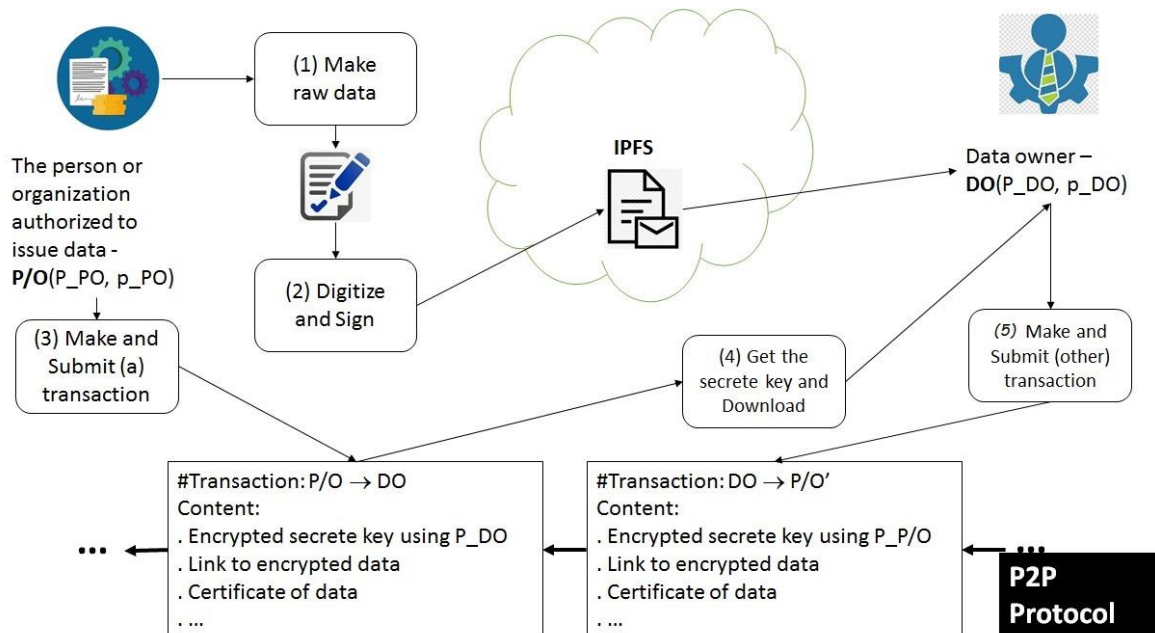 (1) Make
raw data
IPFS
The person or
organization
authorized to
issue data -
P/O(P_PO, p_PO)
Data owner –
DO(P_DO, p_DO)
(2) Digitize
and Sign
(3) Make and
Submit (a)
transaction
(4) Get the
secrete key and
Download
(5) Make and
Submit (other)
transaction
#Transaction: P/O → DO
Content:
. Encrypted secrete key using P_DO
. Link to encrypted data
. Certificate of data
. ...
#Transaction: DO → P/O’
Content:
. Encrypted secrete key using P_P/O
. Link to encrypted data
. Certificate of data
. ...
...
...
P2P
Protocol